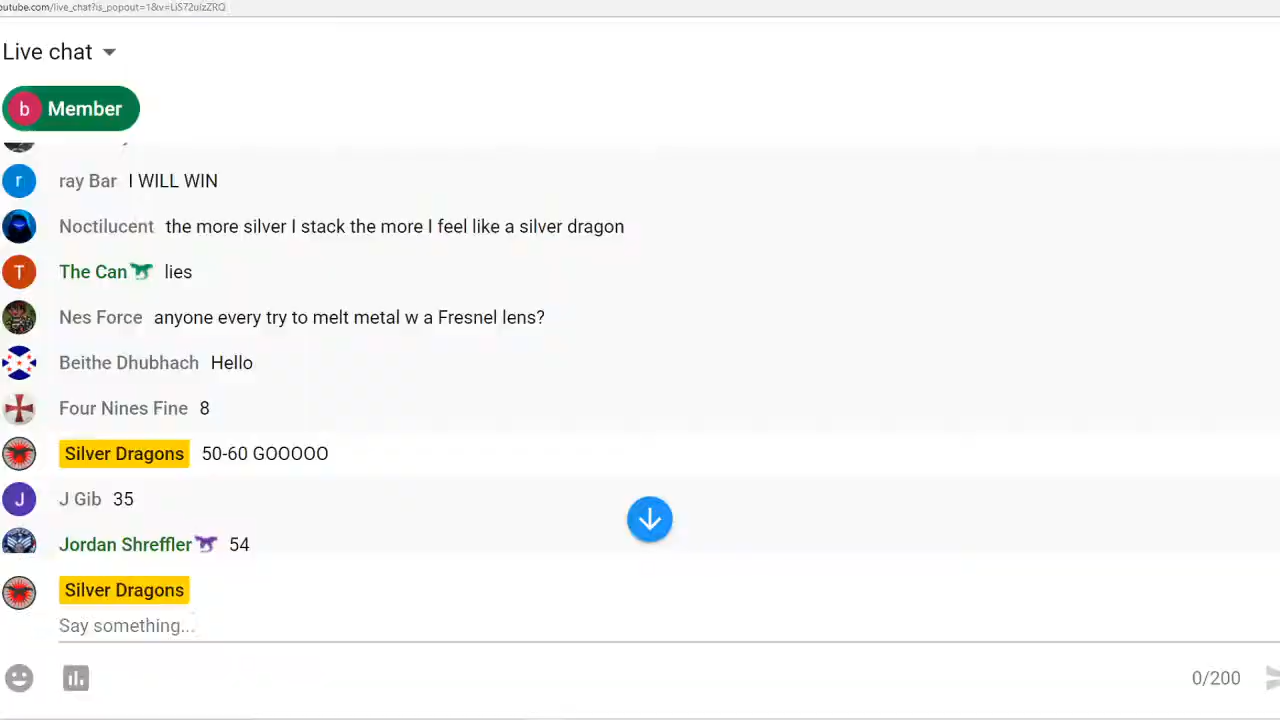 outube.com/live_chat?is_popout=1&v=LiS72uizZRQ
Live chat
b Member
r ray Bar I WILL WIN
Noctilucent the more silver I stack the more I feel like a silver dragon
T The Can lies
Nes Force anyone every try to melt metal w a Fresnel lens?
Beithe Dhubhach Hello
Four Nines Fine 8
Silver Dragons 50-60 GOOOOO
J J Gib 35
Jordan Shreffler 54
Silver Dragons
Say something...
0/200